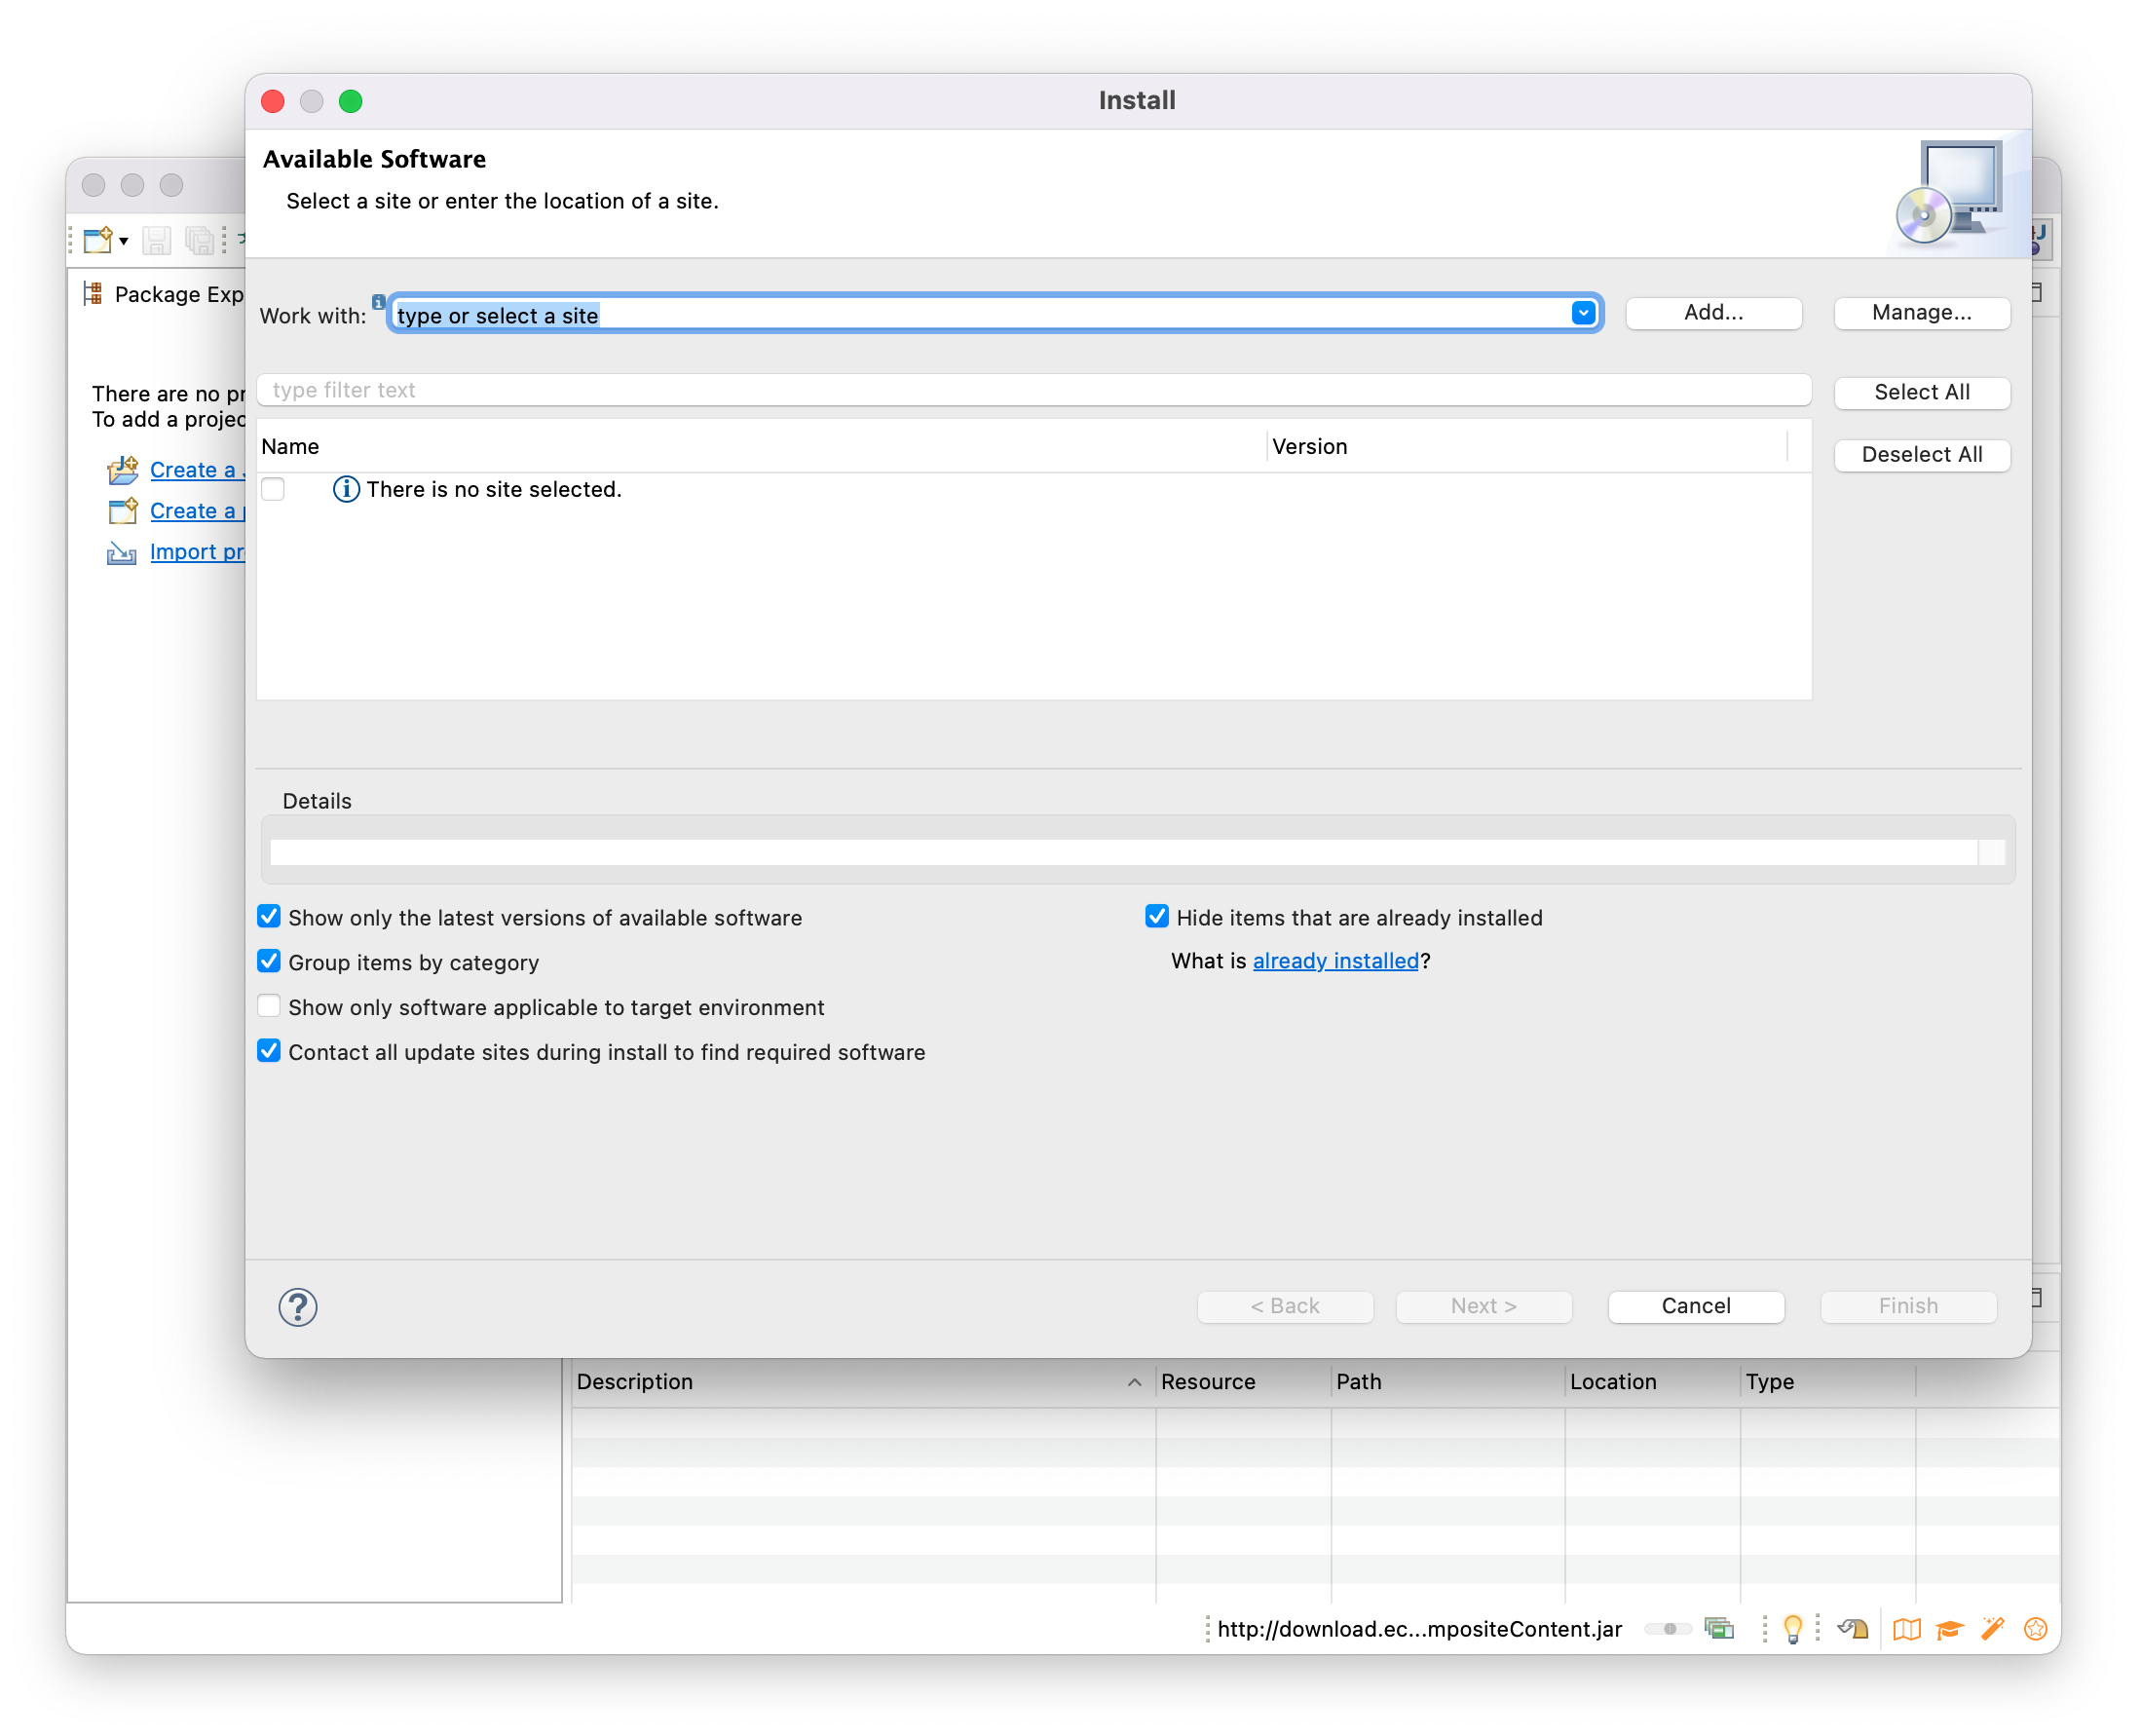 Install
Available Software
Select a site or enter the location of a site.
Package Exp
Work with: type or select a site Add... Manage...
type filter text Select All
There are no pr
To add a projec
Name Version Deselect All
Create a J
There is no site selected.
Create a p
Import pr
Details
Show only the latest versions of available software Hide items that are already installed
Group items by category What is already installed?
Show only software applicable to target environment
Contact all update sites during install to find required software
? < Back Next > Cancel Finish
Description Resource Path Location Type
http://download.ec...mpositeContent.jar